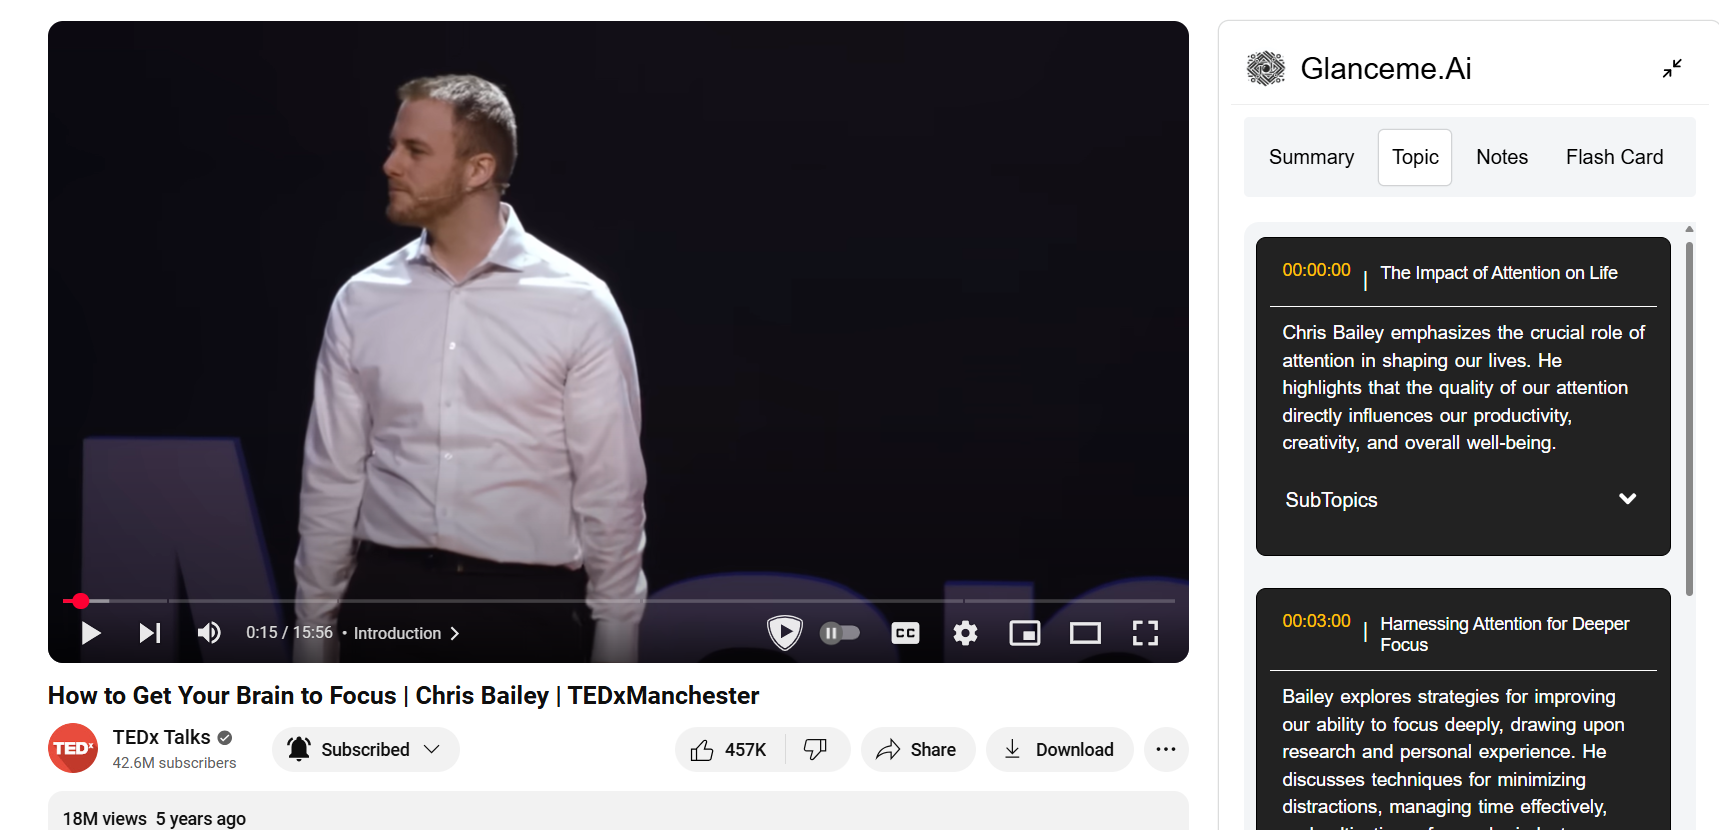 0:15 / 15:56 • Introduction
CC
How to Get Your Brain to Focus | Chris Bailey | TEDxManchester
TEDx
TEDx Talks
42.6M subscribers
Subscribed
457K
Share
Download
18M views 5 years ago
Glanceme.Ai
Summary
Topic
Notes
Flash Card
00:00:00 | The Impact of Attention on Life
Chris Bailey emphasizes the crucial role of
attention in shaping our lives. He
highlights that the quality of our attention
directly influences our productivity,
creativity, and overall well-being.
SubTopics
00:03:00 | Harnessing Attention for Deeper
Focus
Bailey explores strategies for improving
our ability to focus deeply, drawing upon
research and personal experience. He
discusses techniques for minimizing
distractions, managing time effectively,